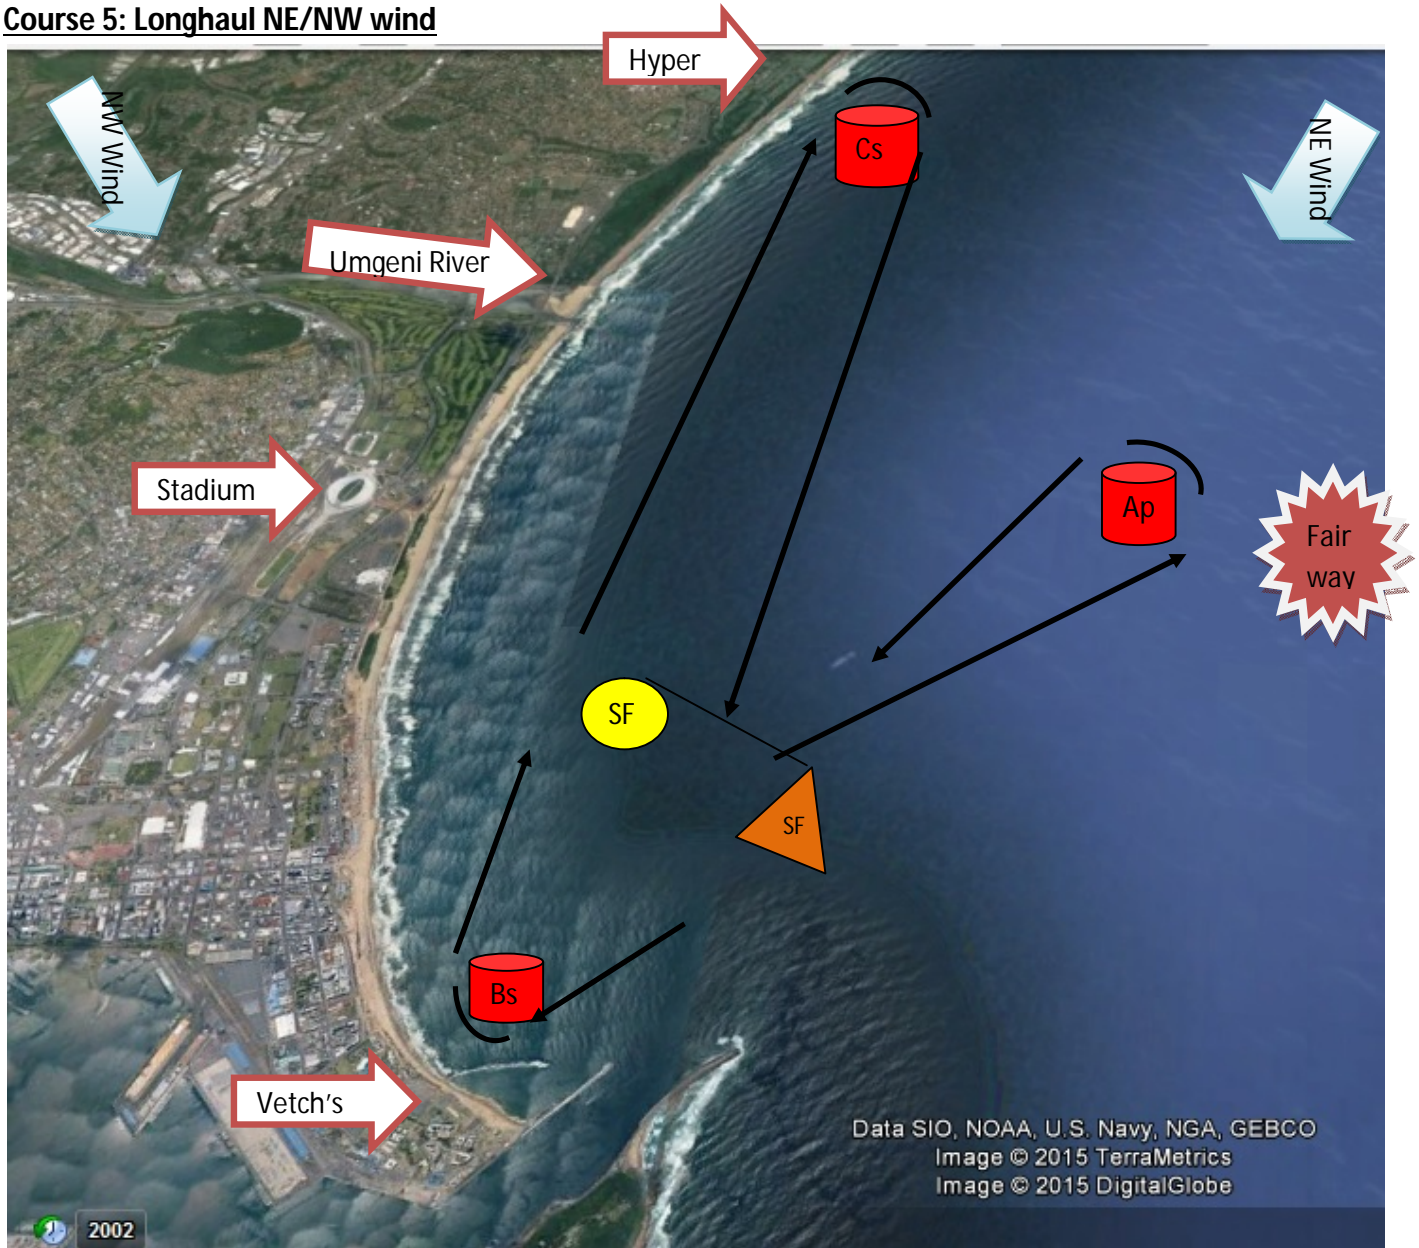 Course 5: Longhaul NE/NW wind
Hyper
NW Wind
Cs
NE Wind
Umgeni River
Stadium
Ap
Fair
way
SF
SF
Bs
Vetch's
Data SIO, NOAA, U.S. Navy, NGA, GEBCO
Image © 2015 TerraMetrics
Image © 2015 DigitalGlobe
2002